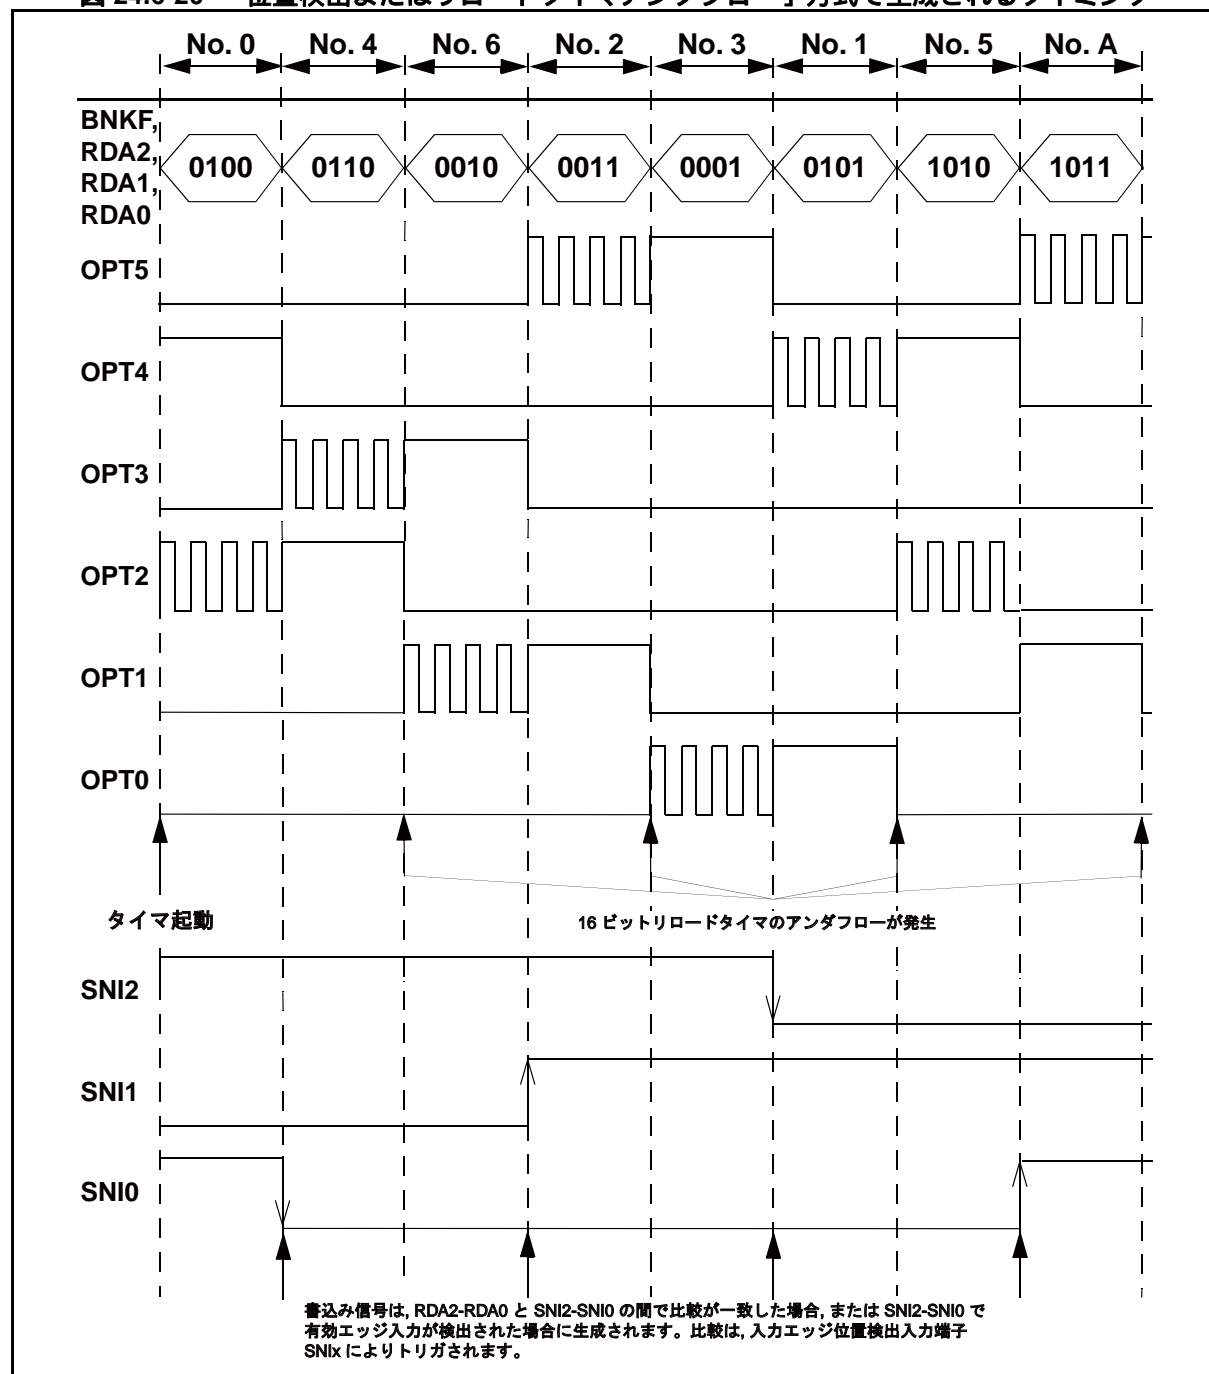 No. 0 No. 4 No. 6 No. 2 No. 3 No. 1 No. 5 No. A
BNKF,
RDA2,
RDA1,
RDA0
0100 0110 0010 0011 0001 0101 1010 1011
OPT5
OPT4
OPT3
OPT2
OPT1
OPT0
タイマ起動
16 ビットリロードタイマのアンダフローが発生
SNI2
SNI1
SNI0
書込み信号は, RDA2-RDA0 と SNI2-SNI0 の間で比較が一致した場合, または SNI2-SNI0 で
有効エッジ入力が検出された場合に生成されます。比較は, 入力エッジ位置検出入力端子
SNIx によりトリガされます。